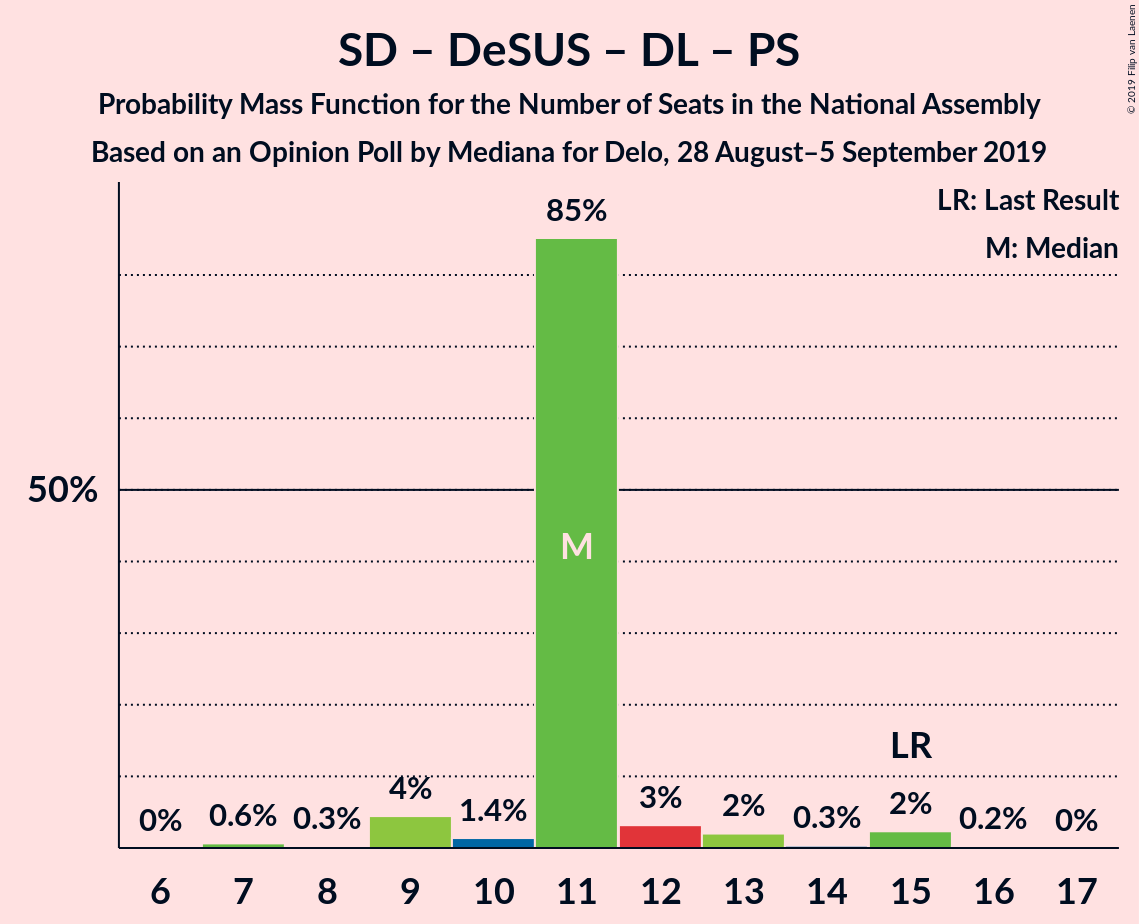 SD – DeSUS – DL – PS
Probability Mass Function for the Number of Seats in the National Assembly
Based on an Opinion Poll by Mediana for Delo, 28 August–5 September 2019
© 2019 Filip van Laenen
LR: Last Result
M: Median
85%
50%
M
LR
0%
0.6%
0.3%
4%
1.4%
3%
2%
0.3%
2%
0.2%
0%
6 7 8 9 10 11 12 13 14 15 16 17